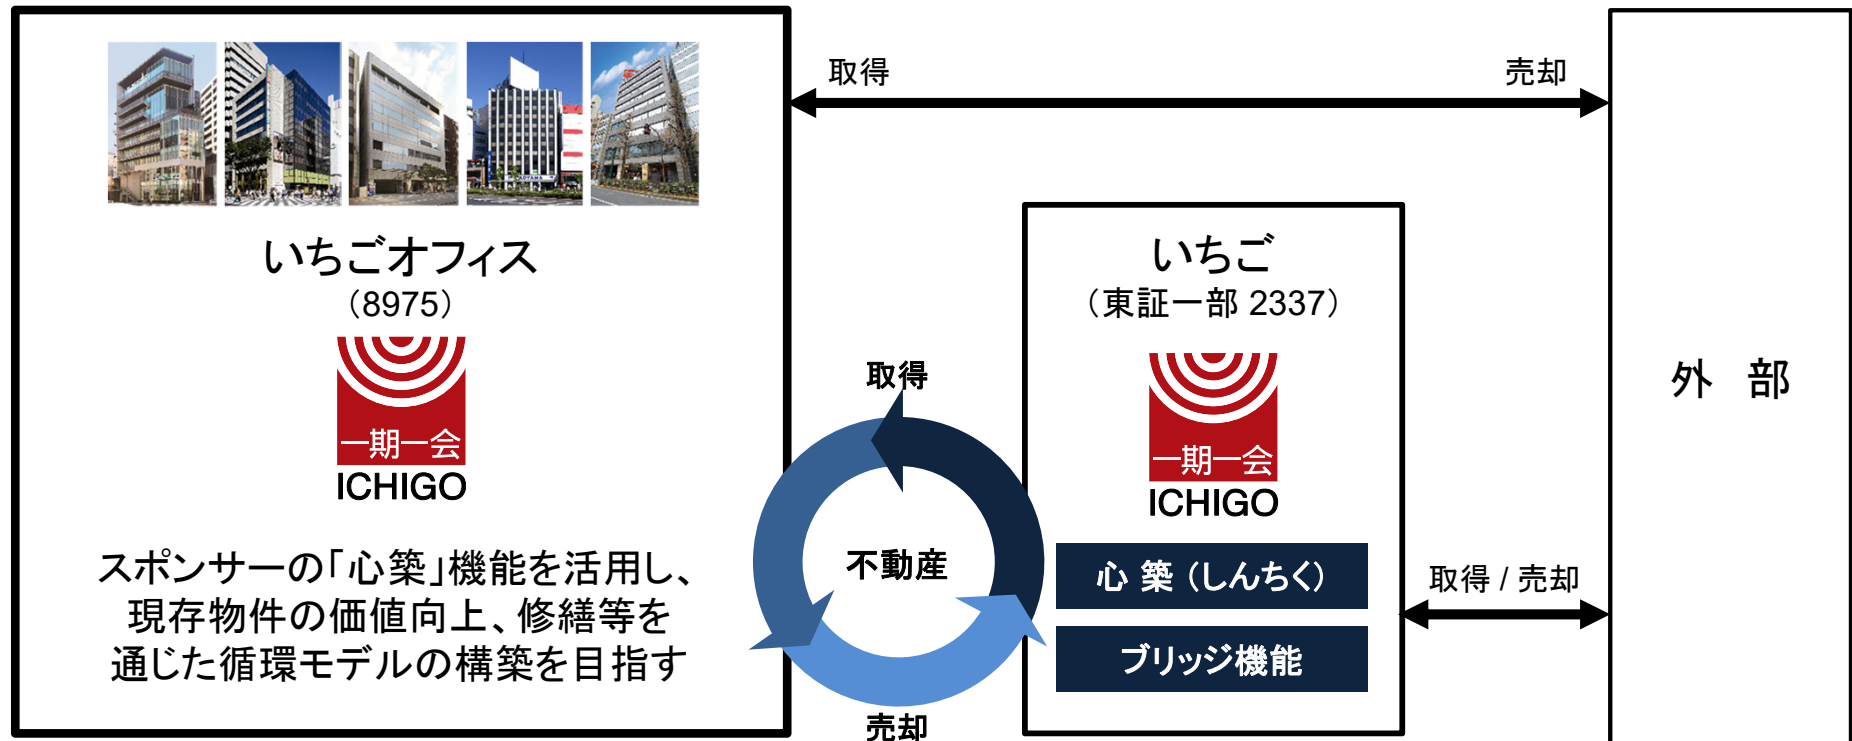 取得
売却
いちごオフィス
（8975）
一期一会
ICHIGO
スポンサーの「心築」機能を活用し、
現存物件の価値向上、修繕等を
通じた循環モデルの構築を目指す
取得
不動産
売却
いちご
（東証一部 2337）
一期一会
ICHIGO
心 築 （しんちく）
ブリッジ機能
取得 / 売却
外 部